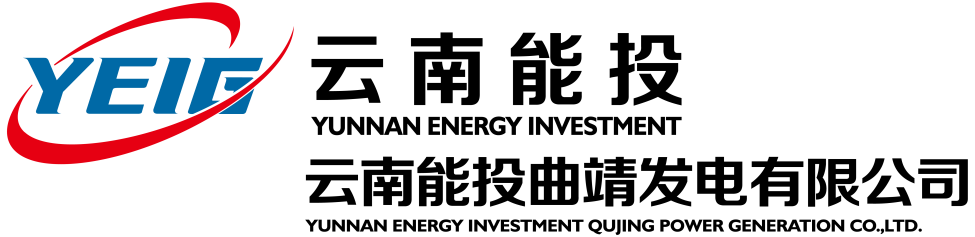 YEIG
云南能投
YUNNAN ENERGY INVESTMENT
云南能投曲靖发电有限公司
YUNNAN ENERGY INVESTMENT QUJING POWER GENERATION CO.,LTD.